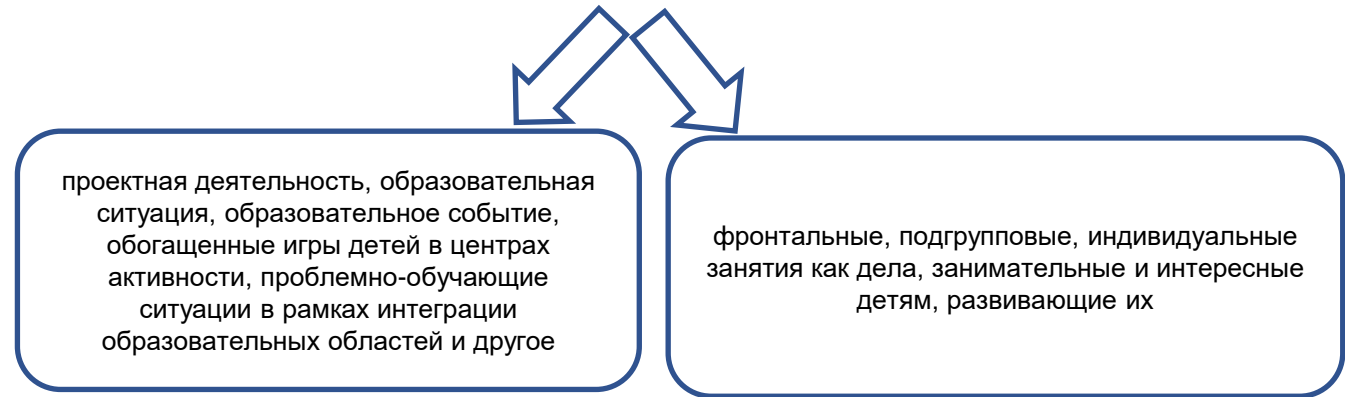 проектная деятельность, образовательная
ситуация, образовательное событие,
обогащенные игры детей в центрах
активности, проблемно-обучающие
ситуации в рамках интеграции
образовательных областей и другое
фронтальные, подгрупповые, индивидуальные
занятия как дела, занимательные и интересные
детям, развивающие их